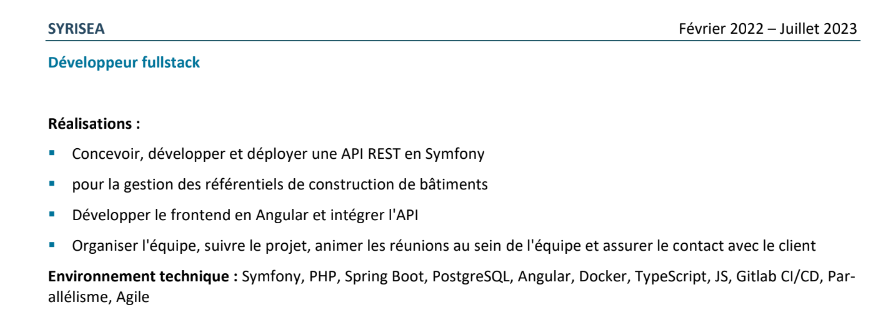 SYRISEA Février 2022 – Juillet 2023
Développeur fullstack
Réalisations :
▪ Concevoir, développer et déployer une API REST en Symfony
▪ pour la gestion des référentiels de construction de bâtiments
▪ Développer le frontend en Angular et intégrer l'API
▪ Organiser l'équipe, suivre le projet, animer les réunions au sein de l'équipe et assurer le contact avec le client
Environnement technique : Symfony, PHP, Spring Boot, PostgreSQL, Angular, Docker, TypeScript, JS, Gitlab CI/CD, Par-
allélisme, Agile